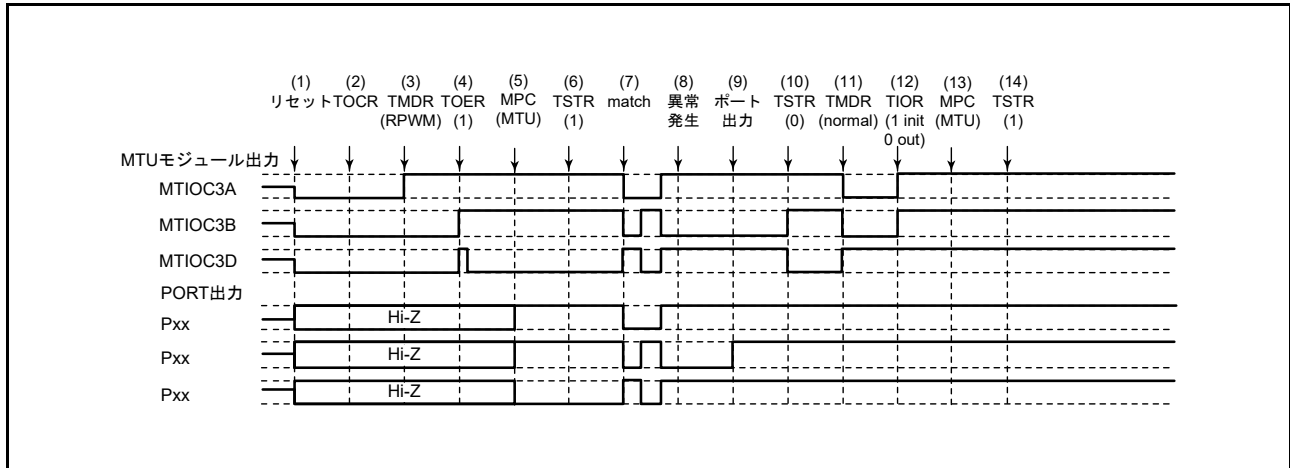 (1) (2) (3) (4) (5) (6) (7) (8) (9) (10) (11) (12) (13) (14)
リセット TOCR TMDR TOER MPC TSTR match 異常 ポート TSTR TMDR TIOR MPC TSTR
(RPWM) (1) (MTU) (1) 発生 出力 (0) (normal) (1 init (MTU) (1)
0 out)
MTUモジュール出力
MTIOC3A
MTIOC3B
MTIOC3D
PORT出力
Pxx Hi-Z
Pxx Hi-Z
Pxx Hi-Z